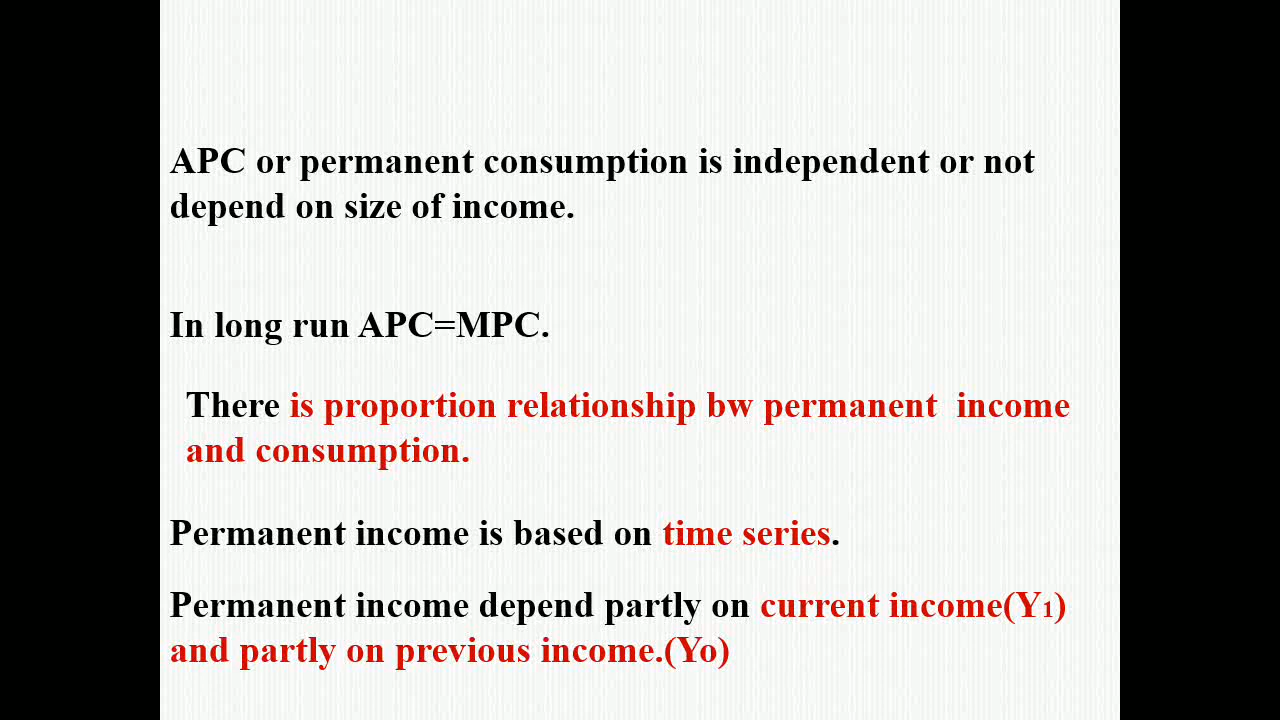 APC or permanent consumption is independent or not
depend on size of income.
In long run APC=MPC.
There is proportion relationship bw permanent  income
and consumption.
Permanent income is based on time series.
Permanent income depend partly on current income(Y1)
and partly on previous income.(Yo)